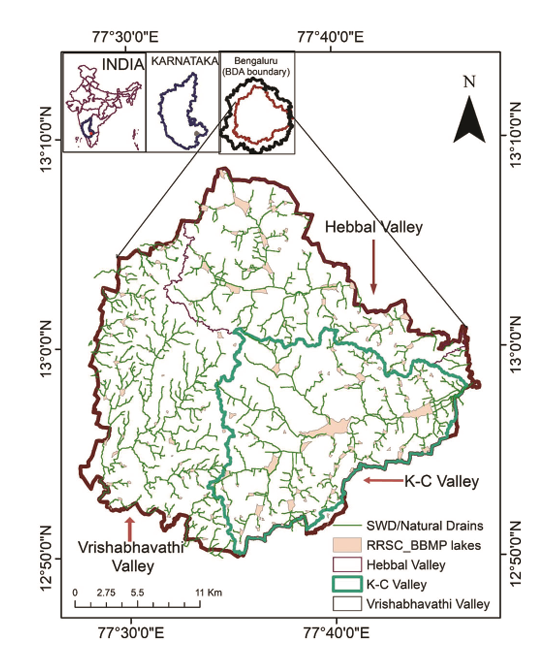 77°30'0"E 77°40'0"E
INDIA
KARNATAKA
Bengaluru
(BDA boundary)
N
13°10'0"N
13°10'0"N
Hebbal Valley
13°0'0"N
13°0'0"N
K-C Valley
Vrishabhavathi
Valley
SWD/Natural Drains
RRSC_BBMP lakes
Hebbal Valley
K-C Valley
Vrishabhavathi Valley
12°50'0"N
12°50'0"N
0 2.75 5.5 11 Km
77°30'0"E 77°40'0"E